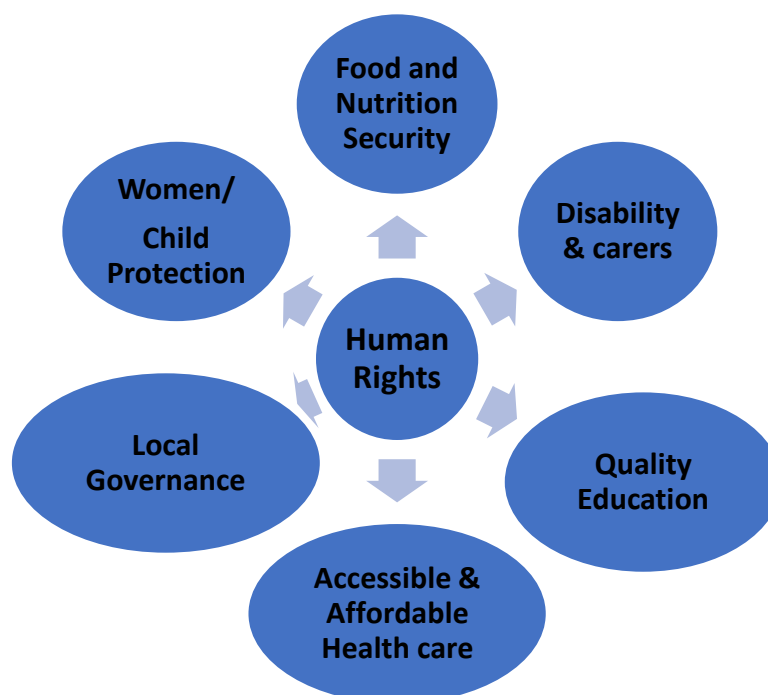 Food and
Nutrition
Security
Women/
Child
Protection
Disability
& carers
Human
Rights
Local
Governance
Quality
Education
Accessible &
Affordable
Health care